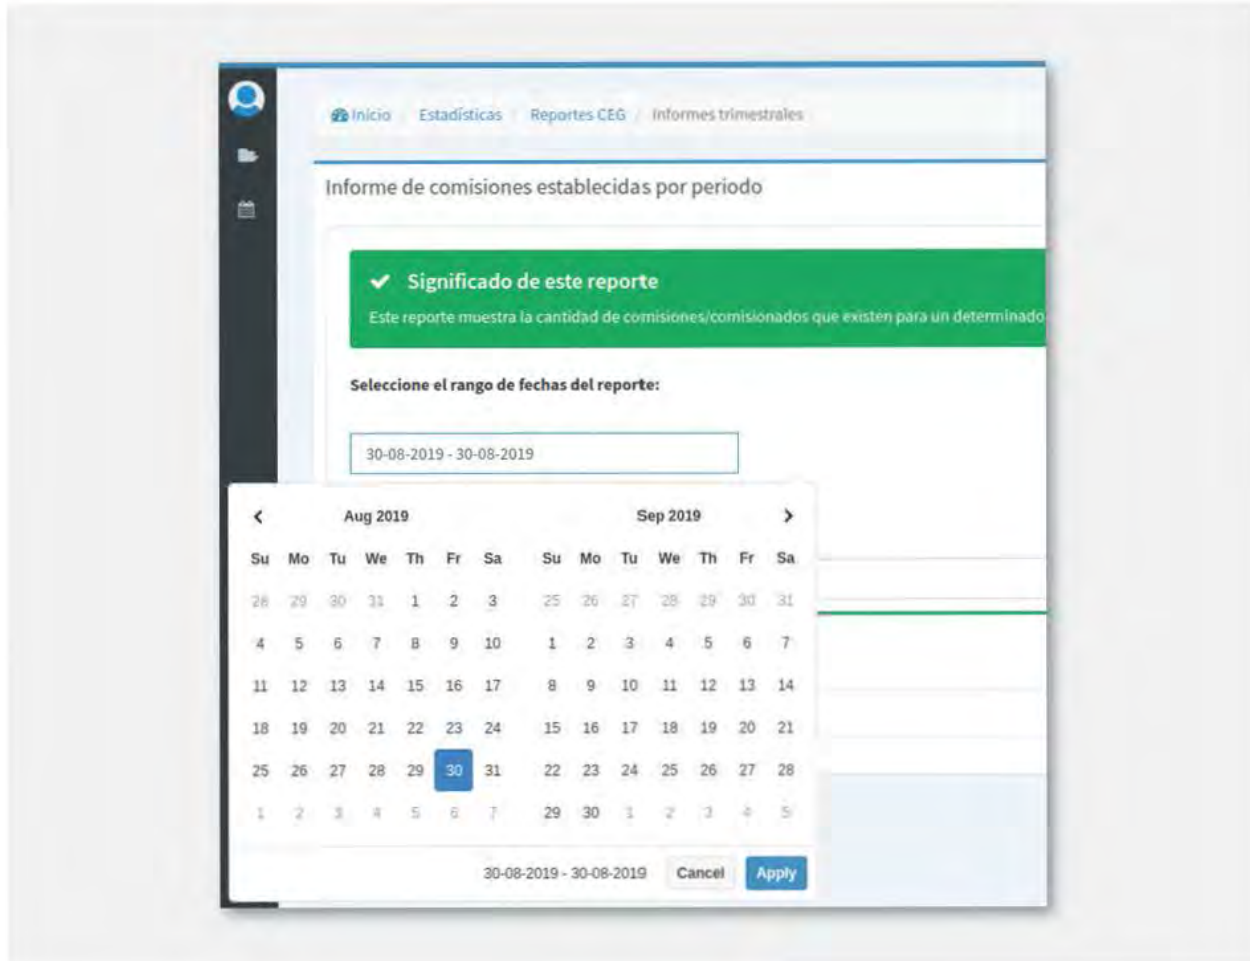 Inicio / Estadísticas / Reportes CEG / Informes trimestrales
Informe de comisiones establecidas por periodo
Significado de este reporte
Este reporte muestra la cantidad de comisiones/comisionados que existen para un determinado
Seleccione el rango de fechas del reporte:
30-08-2019 - 30-08-2019
Aug 2019 Sep 2019
Su Mo Tu We Th Fr Sa Su Mo Tu We Th Fr Sa
28 29 30 31 1 2 3 25 26 27 28 29 30 31
4 5 6 7 8 9 10 1 2 3 4 5 6 7
11 12 13 14 15 16 17 8 9 10 11 12 13 14
18 19 20 21 22 23 24 15 16 17 18 19 20 21
25 26 27 28 29 30 31 22 23 24 25 26 27 28
1 2 3 4 5 6 7 29 30 1 2 3 4 5
30-08-2019 - 30-08-2019 Cancel Apply